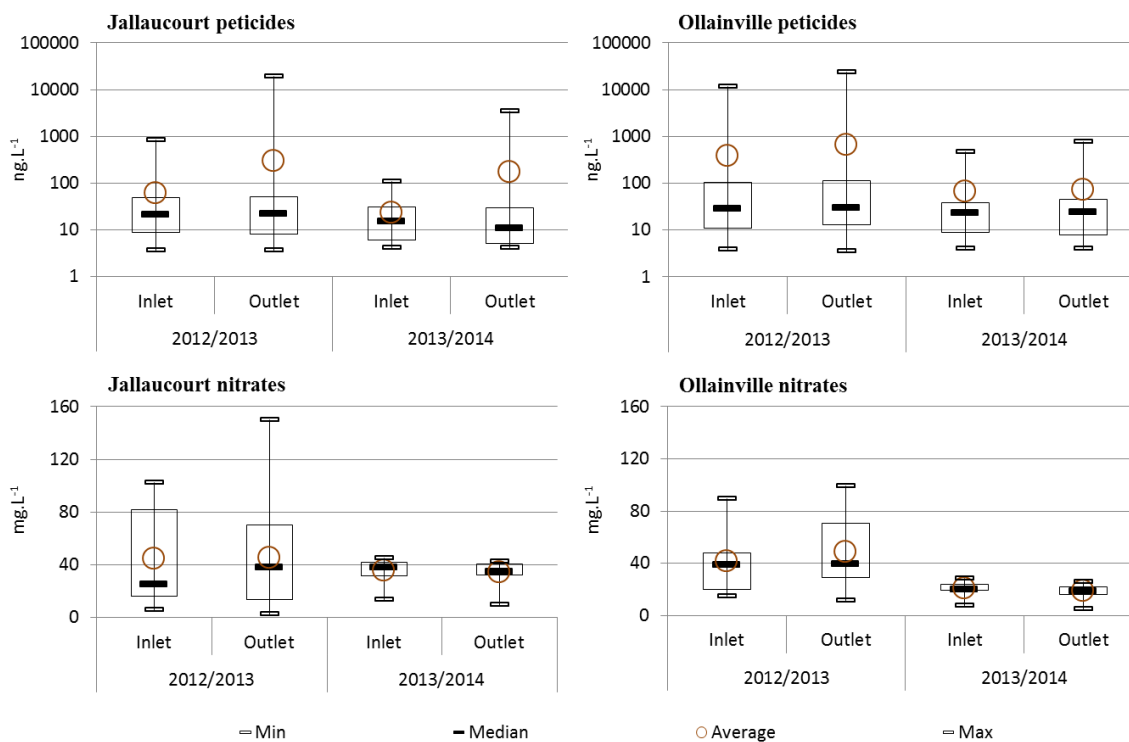 Jallaucourt peticides
100000
10000
1000
100
10
1
ng.L-1
Inlet Outlet Inlet Outlet
2012/2013 2013/2014
Ollainville peticides
100000
10000
1000
100
10
1
ng.L-1
Inlet Outlet Inlet Outlet
2012/2013 2013/2014
Jallaucourt nitrates
160
120
80
40
0
mg.L-1
Inlet Outlet Inlet Outlet
2012/2013 2013/2014
Ollainville nitrates
160
120
80
40
0
mg.L-1
Inlet Outlet Inlet Outlet
2012/2013 2013/2014
Min Median Average Max